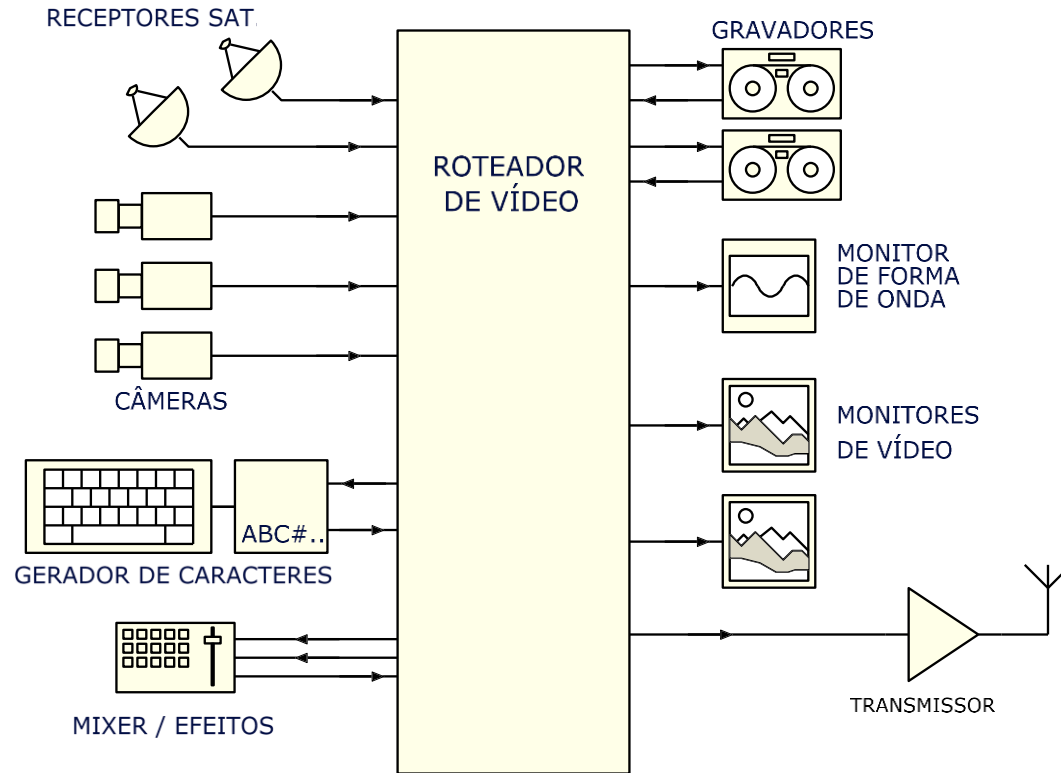 RECEPTORES SAT.
GRAVADORES
ROTEADOR
DE VÍDEO
MONITOR
DE FORMA
DE ONDA
CÂMERAS
MONITORES
DE VÍDEO
ABC#..
GERADOR DE CARACTERES
MIXER / EFEITOS
TRANSMISSOR